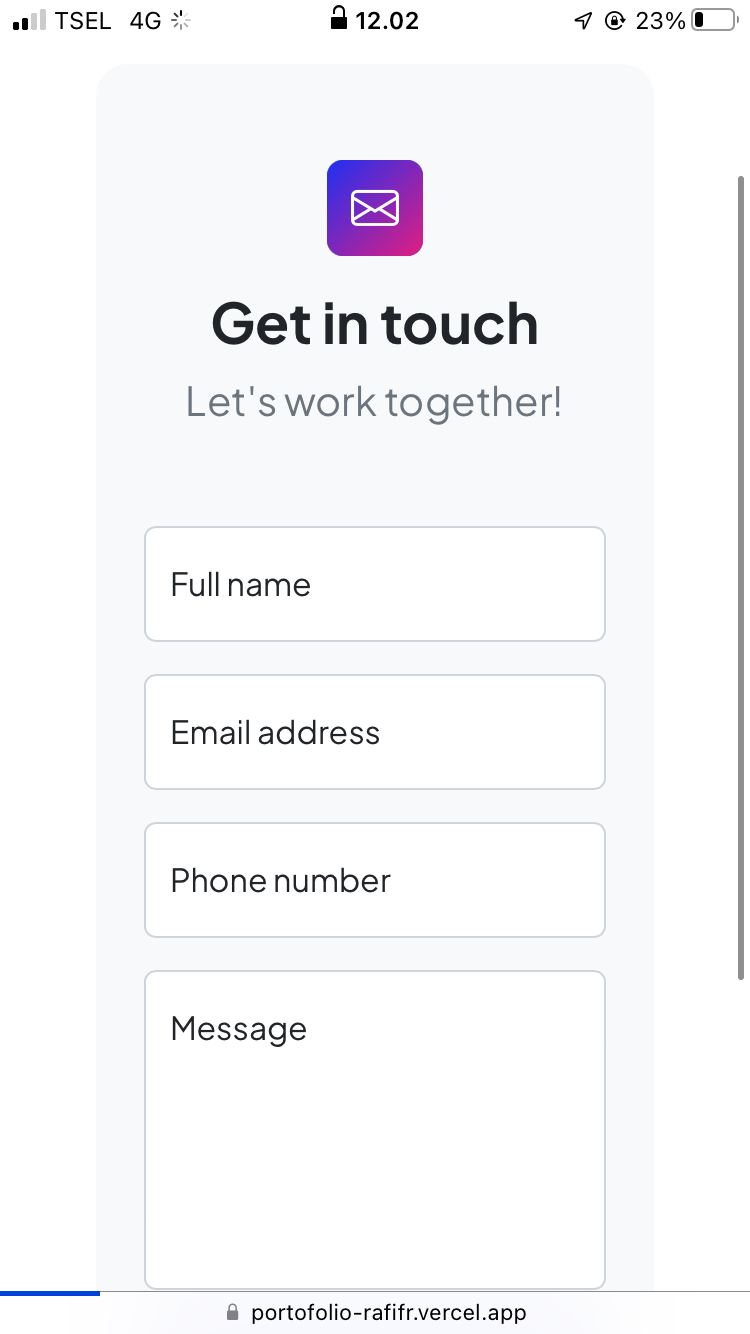 TSEL 4G 12.02 23%
Get in touch
Let's work together!
Full name
Email address
Phone number
Message
portofolio-rafifr.vercel.app